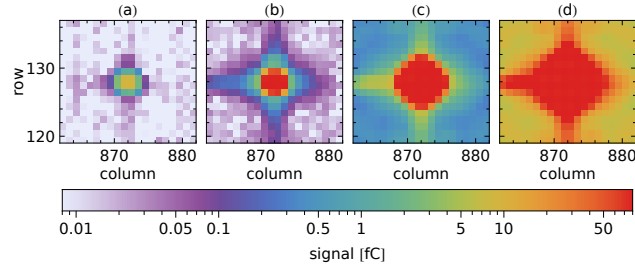 (a) (b) (c) (d)
row
130
120
870 880 870 880 870 880 870 880
column column column column
0.01 0.05 0.1 0.5 1 5 10 50
signal [fC]